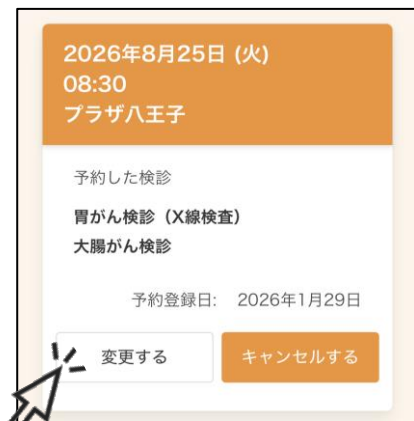 2026年8月25日 (火)
08:30
プラザ八王子
予約した検診
胃がん検診（X線検査）
大腸がん検診
予約登録日: 2026年1月29日
変更する
キャンセルする